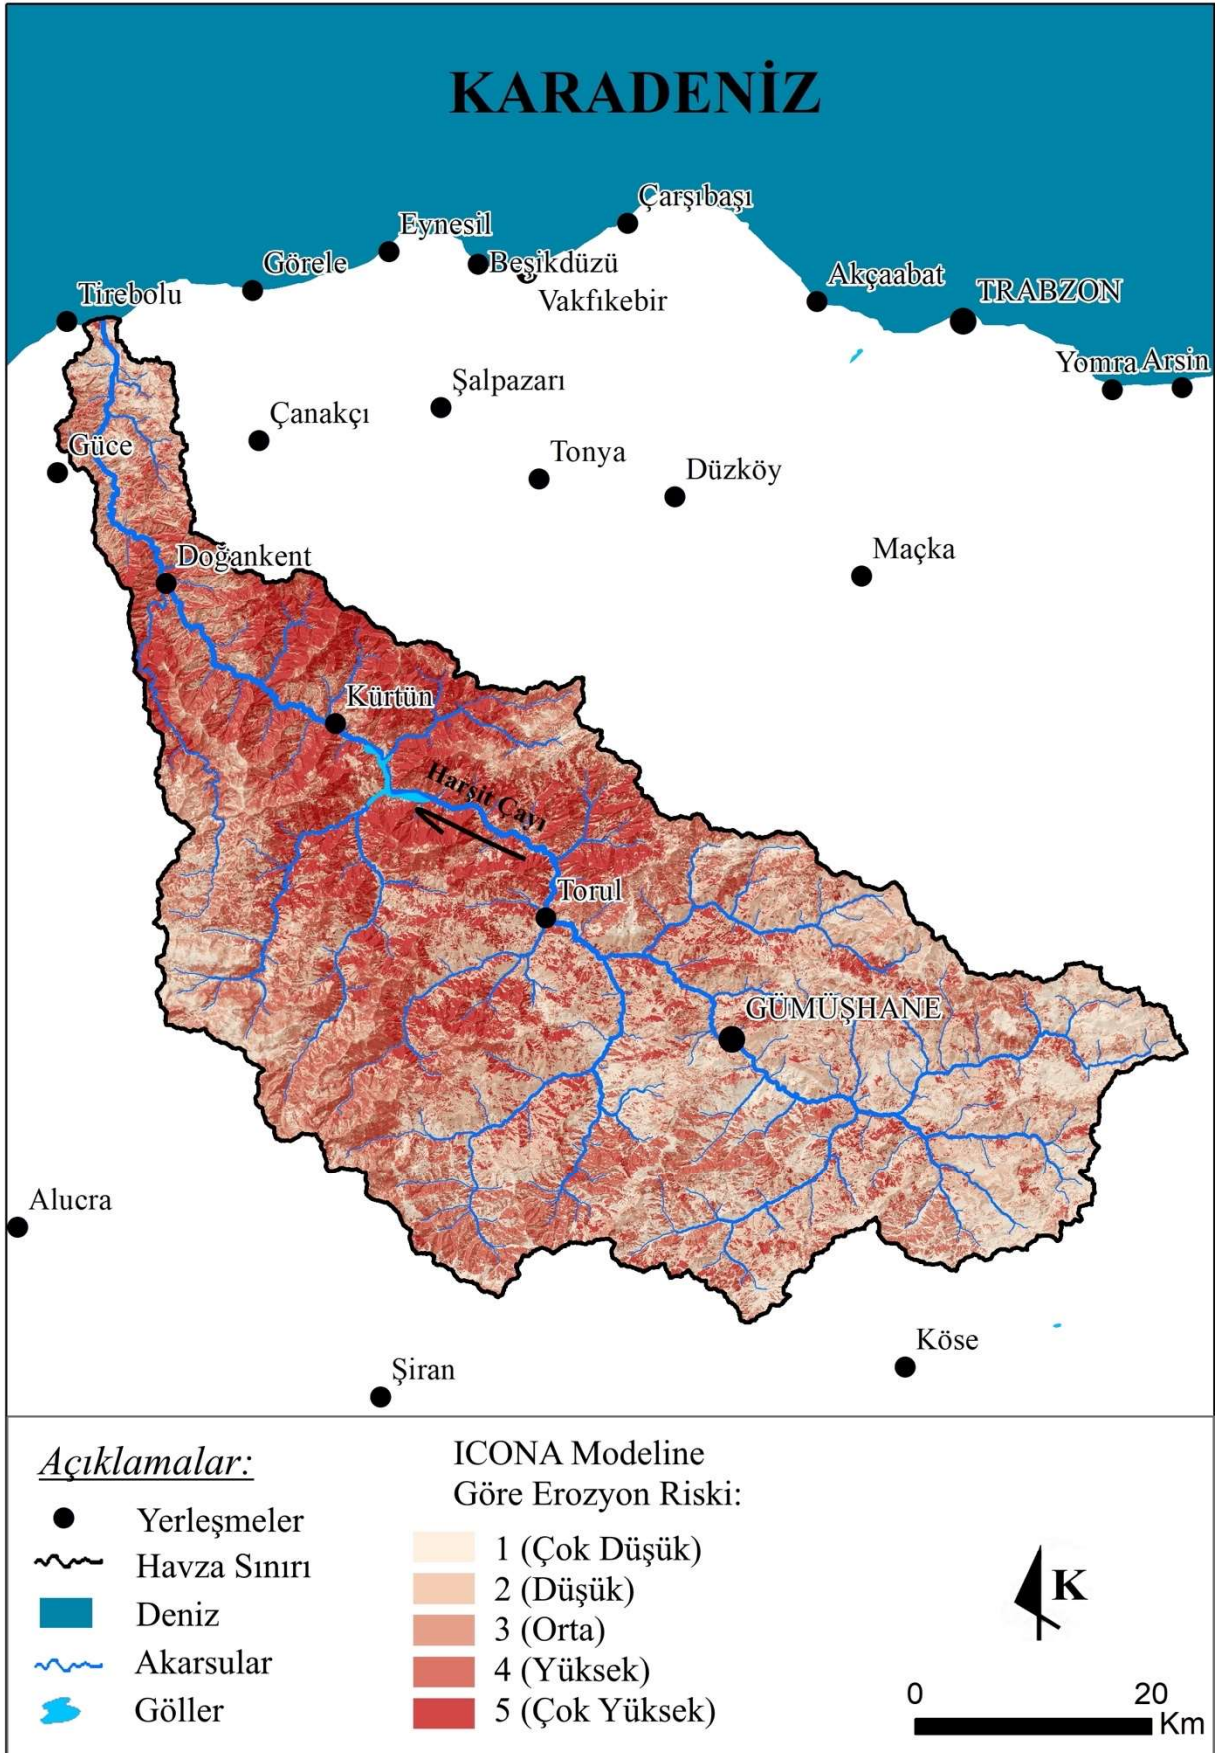 KARADENİZ
Çarşıbaşı
Eynesil
Beşikdüzü
Görele
Akçaabat
TRABZON
Tirebolu
Vakfıkebir
Yomra
Arsin
Şalpazarı
Çanakçı
Güce
Tonya
Düzköy
Maçka
Doğankent
Kürtün
Harşit Çayı
Torul
GÜMÜŞHANE
Alucra
Köse
Şiran
Açıklamalar:
Yerleşmeler
Havza Sınırı
Deniz
Akarsular
Göller
ICONA Modeline
Göre Erozyon Riski:
1 (Çok Düşük)
2 (Düşük)
3 (Orta)
4 (Yüksek)
5 (Çok Yüksek)
K
0 20
Km